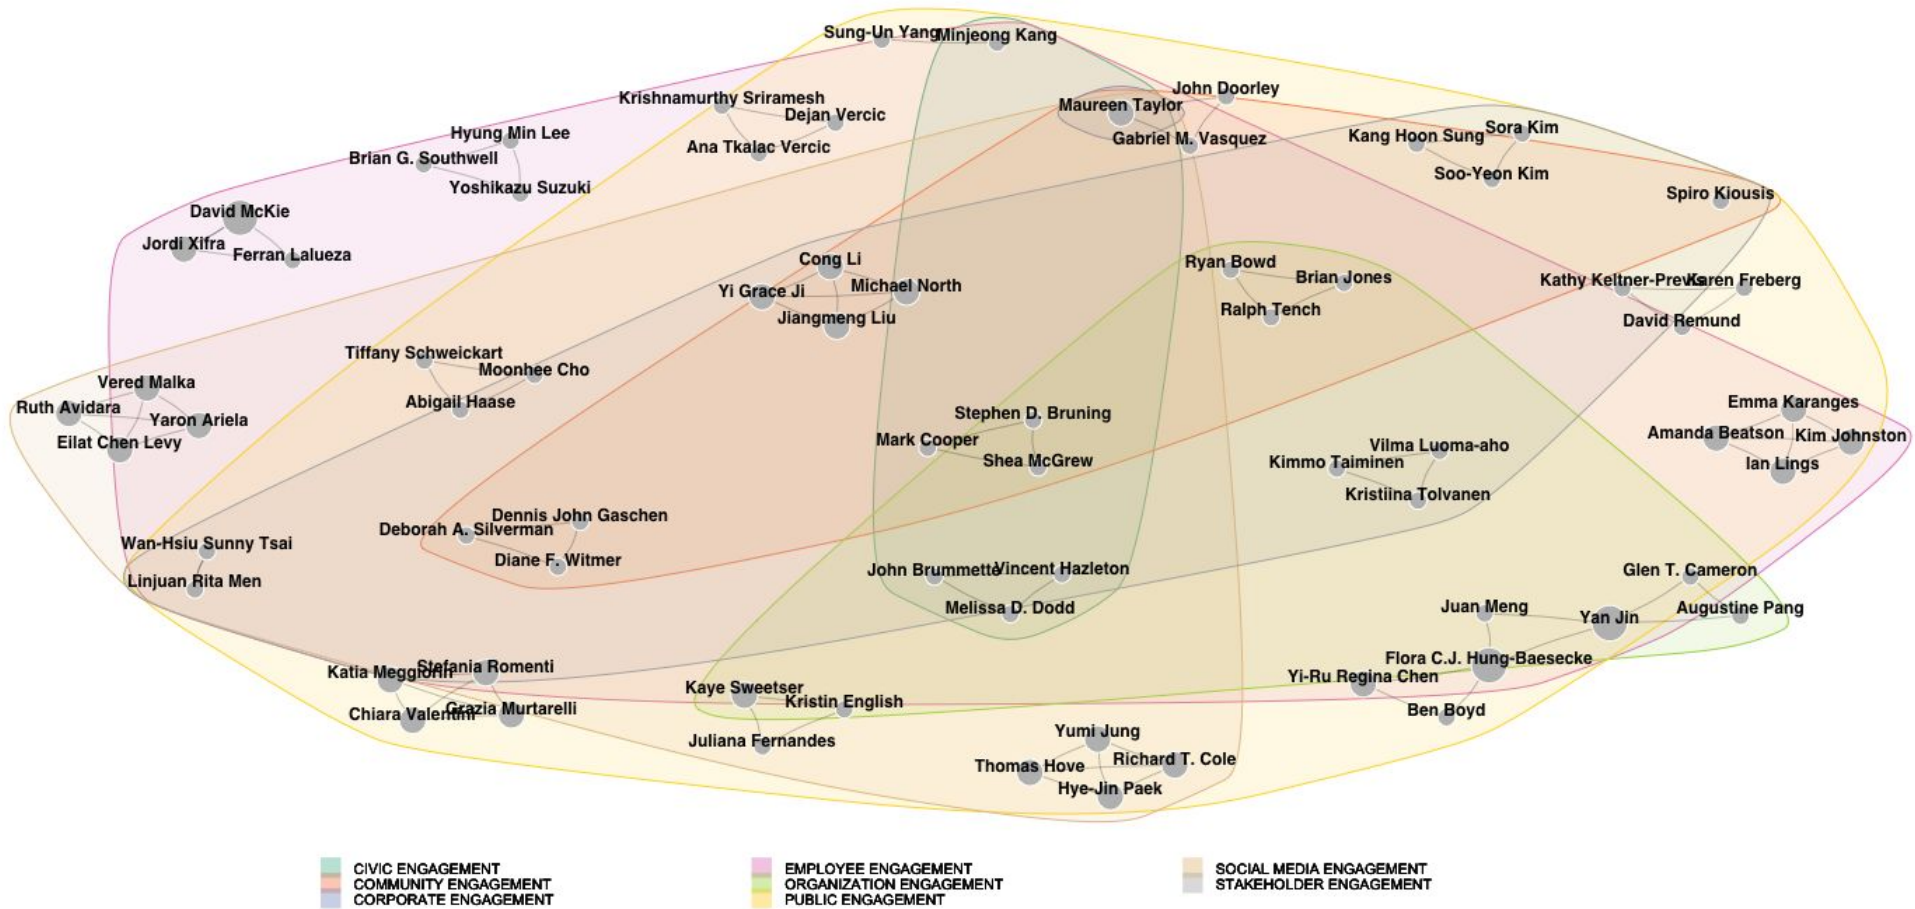 Sung-Un Yang
Minjeong Kang
John Doorley
Krishnamurthy Sriramesh
Maureen Taylor
Dejan Vercic
Sora Kim
Hyung Min Lee
Kang Hoon Sung
Gabriel M. Vasquez
Ana Tkalac Vercic
Brian G. Southwell
Soo-Yeon Kim
Yoshikazu Suzuki
Spiro Kiousis
David McKie
Jordi Xifra
Ferran Lalueza
Cong Li
Ryan Bowd
Brian Jones
Kathy Keltner-Previs
Karen Freberg
Michael North
Yi Grace Ji
Ralph Tench
Jiangmeng Liu
David Remund
Tiffany Schweickart
Moonhee Cho
Vered Malka
Abigail Haase
Emma Karanges
Ruth Avidara
Stephen D. Bruning
Yaron Ariela
Amanda Beatson
Kim Johnston
Mark Cooper
Eilat Chen Levy
Vilma Luoma-aho
Shea McGrew
Kimmo Taiminen
Ian Lings
Kristiina Tolvanen
Dennis John Gaschen
Deborah A. Silverman
Wan-Hsiu Sunny Tsai
Diane F. Witmer
John Brummette
Vincent Hazleton
Glen T. Cameron
Linjuan Rita Men
Melissa D. Dodd
Juan Meng
Augustine Pang
Yan Jin
Flora C.J. Hung-Baesecke
Stefania Romenti
Katia Meggiorin
Yi-Ru Regina Chen
Kaye Sweetser
Kristin English
Grazia Murtarelli
Ben Boyd
Chiara Valentini
Yumi Jung
Juliana Fernandes
Richard T. Cole
Thomas Hove
Hye-Jin Paek
CIVIC ENGAGEMENT
COMMUNITY ENGAGEMENT
CORPORATE ENGAGEMENT
EMPLOYEE ENGAGEMENT
ORGANIZATION ENGAGEMENT
PUBLIC ENGAGEMENT
SOCIAL MEDIA ENGAGEMENT
STAKEHOLDER ENGAGEMENT